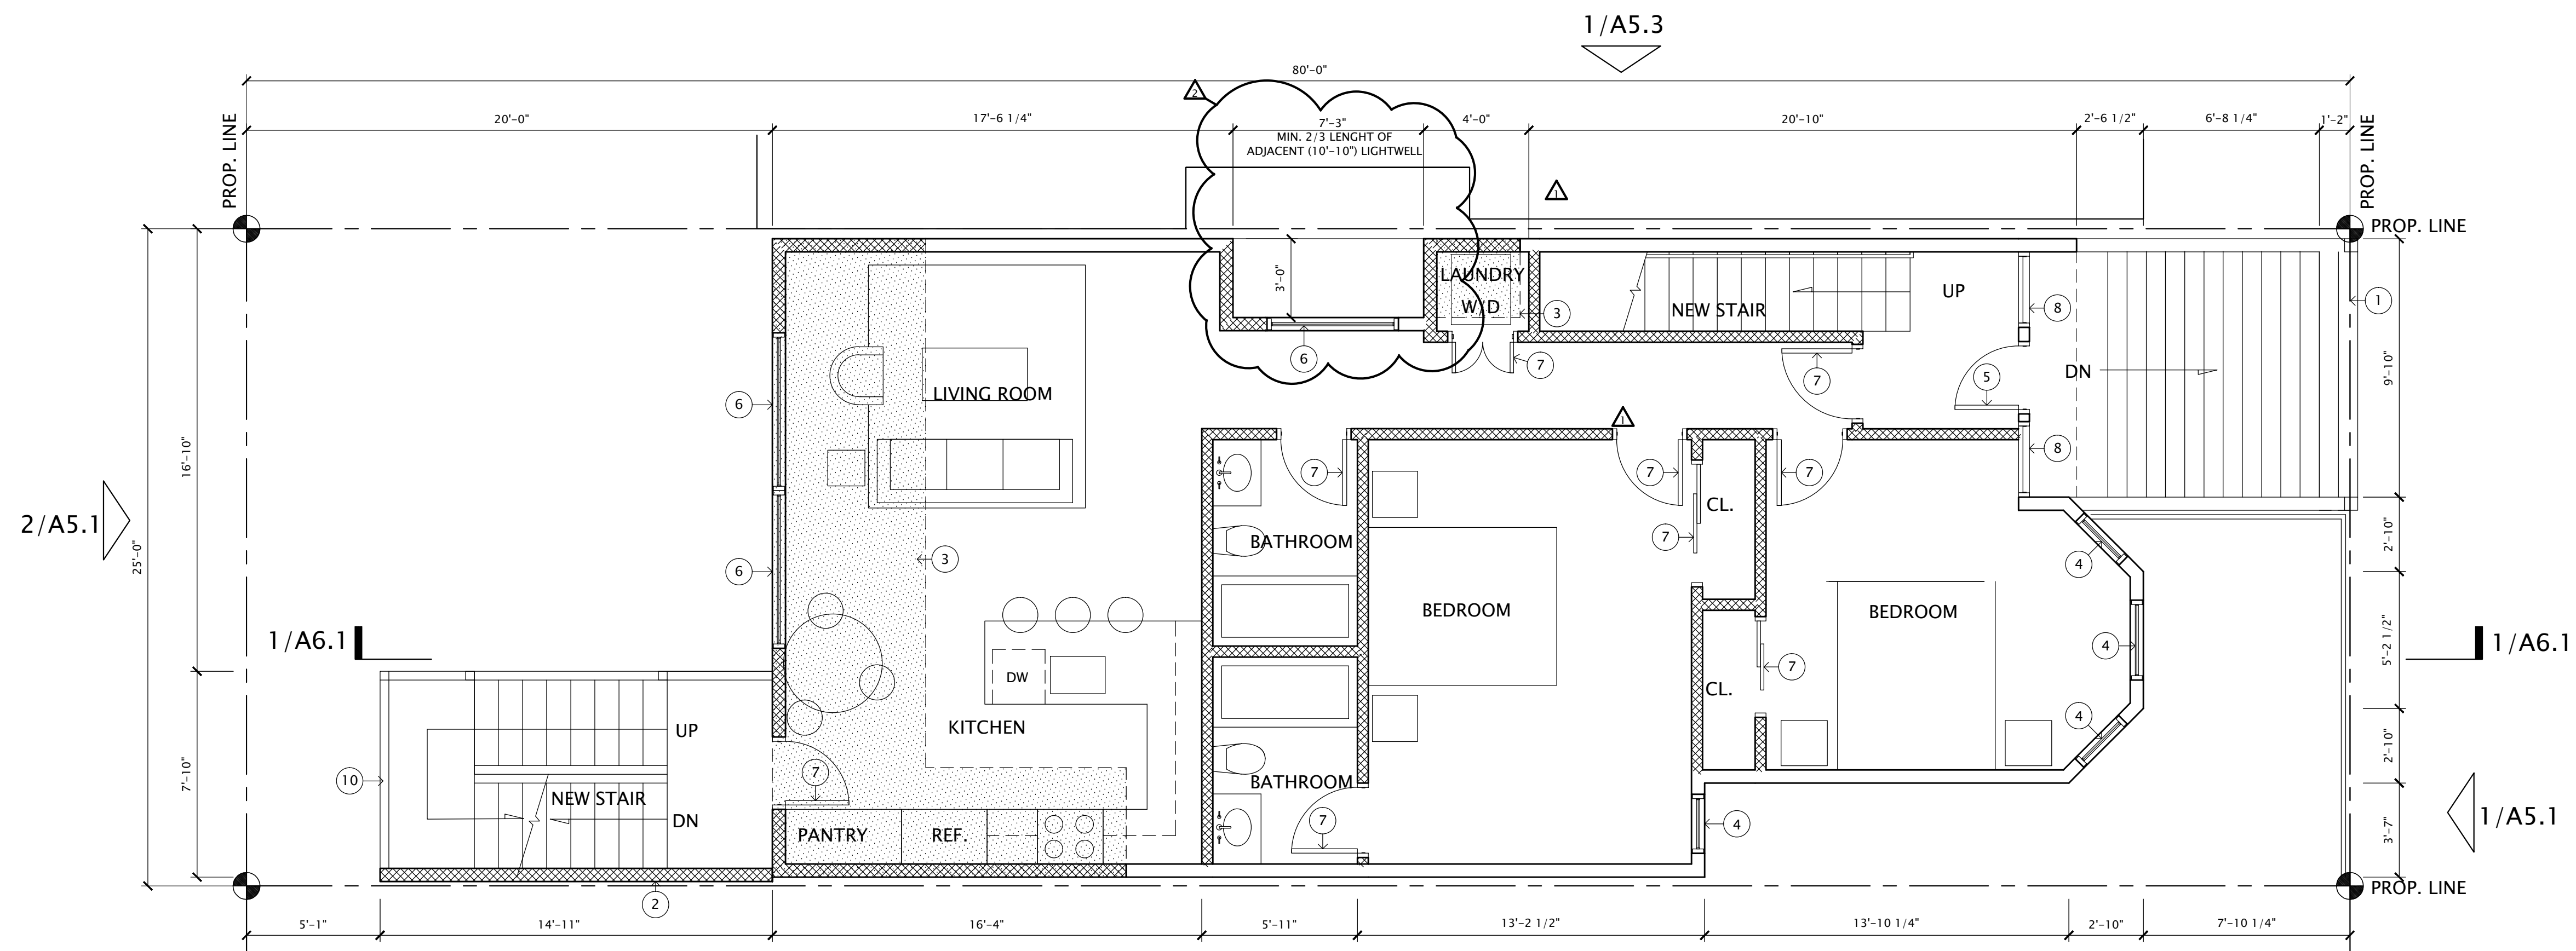 1/A5.3
80'-0"
2
20'-0"
17'-6 1/4"
7'-3"
MIN. 2/3 LENGHT OF
ADJACENT (10'-10") LIGHTWELL
4'-0"
20'-10"
2'-6 1/2"
6'-8 1/4"
1'-2"
PROP. LINE
PROP. LINE
1
PROP. LINE
3'-0"
LAUNDRY
W/D
3
NEW STAIR
UP
8
1
6
7
7
5
DN
9'-10"
LIVING ROOM
6
1
16'-10"
7
7
7
8
CL.
2/A5.1
25'-0"
7
BATHROOM
2'-10"
3
4
6
BEDROOM
BEDROOM
5'-2 1/2"
1/A6.1
4
1/A6.1
DW
7
CL.
KITCHEN
UP
4
2'-10"
7
BATHROOM
10
7'-10"
NEW STAIR
DN
PANTRY
REF.
7
4
3'-7"
1/A5.1
2
PROP. LINE
5'-1"
14'-11"
16'-4"
5'-11"
13'-2 1/2"
13'-10 1/4"
2'-10"
7'-10 1/4"